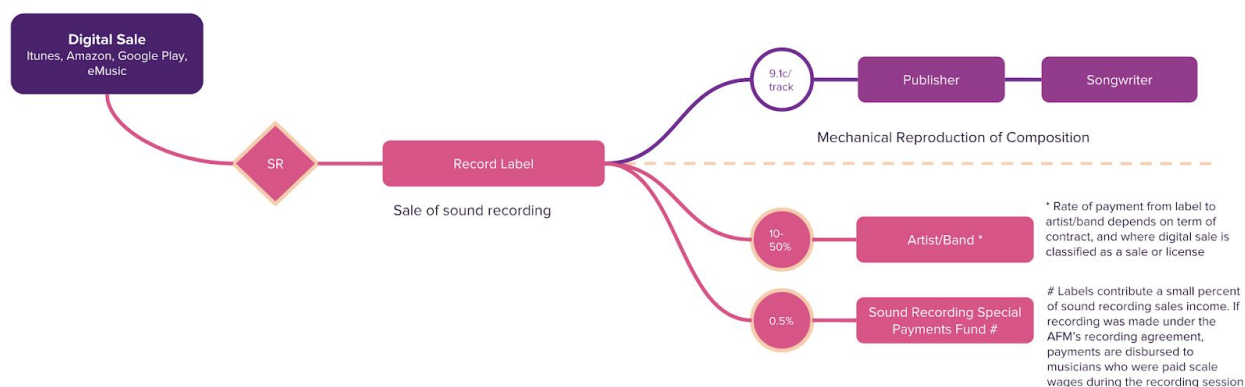 Digital Sale
Itunes, Amazon, Google Play,
eMusic
SR
Record Label
Sale of sound recording
9.1c/
track
Publisher
Songwriter
Mechanical Reproduction of Composition
10-
50%
Artist/Band *
* Rate of payment from label to
artist/band depends on term of
contract, and where digital sale is
classified as a sale or license
0.5%
Sound Recording Special
Payments Fund #
# Labels contribute a small percent
of sound recording sales income. If
recording was made under the
AFM's recording agreement,
payments are disbursed to
musicians who were paid scale
wages during the recording session